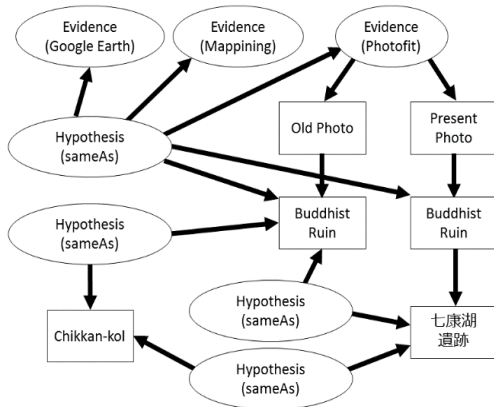 Evidence
(Google Earth)
Evidence
(Mappining)
Evidence
(Photofit)
Hypothesis
(sameAs)
Old Photo
Present
Photo
Hypothesis
(sameAs)
Buddhist
Ruin
Buddhist
Ruin
Chikkan-kol
Hypothesis
(sameAs)
七康湖
遺跡
Hypothesis
(sameAs)